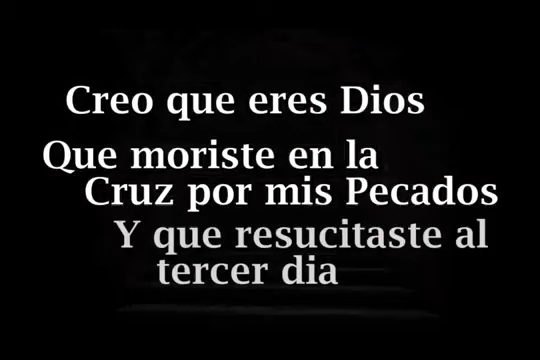 Creo que eres Dios
Que moriste en la
Cruz por mis Pecados
Y que resucitaste al
tercer dia